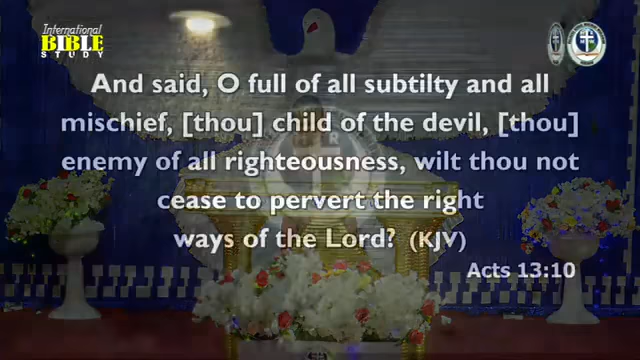 International
BIBLE
STUDY
And said, O full of all subtilty and all
mischief, [thou] child of the devil, [thou]
enemy of all righteousness, wilt thou not
cease to pervert the right
ways of the Lord? (KJV)
Acts 13:10